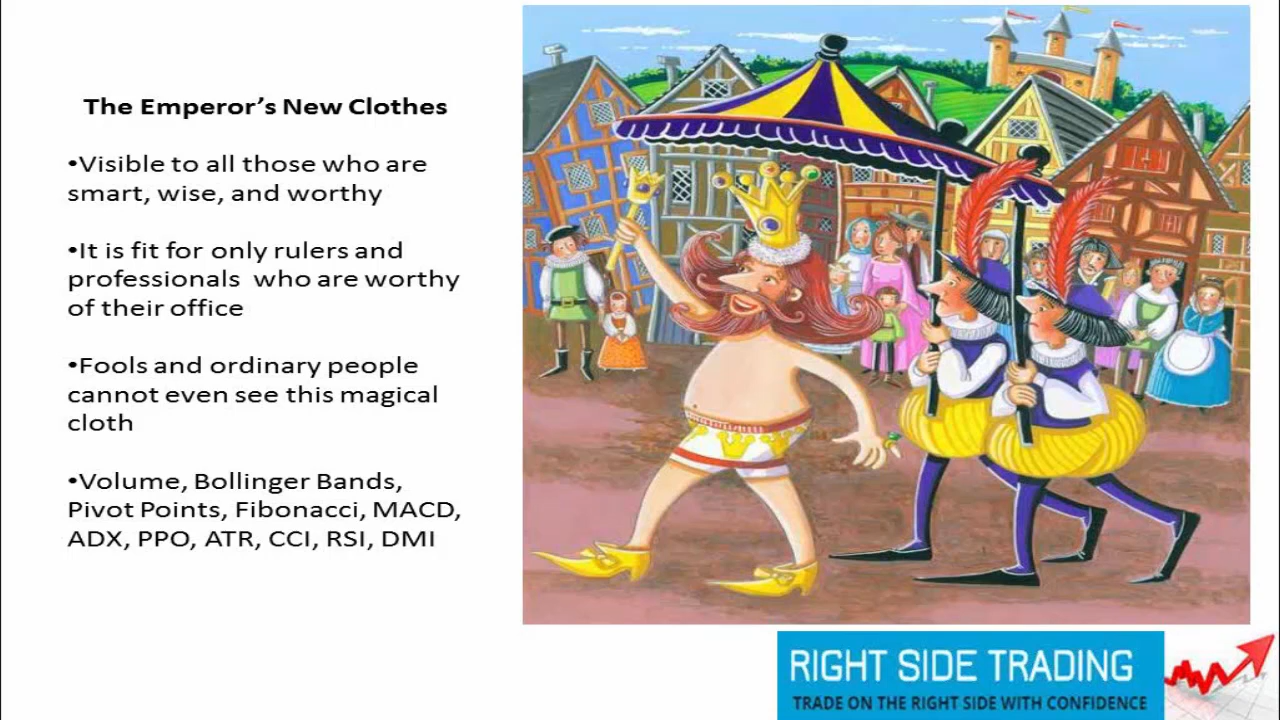 The Emperor's New Clothes
•Visible to all those who are
smart, wise, and worthy
•It is fit for only rulers and
professionals  who are worthy
of their office
•Fools and ordinary people
cannot even see this magical
cloth
•Volume, Bollinger Bands,
Pivot Points, Fibonacci, MACD,
ADX, PPO, ATR, CCI, RSI, DMI
RIGHT SIDE TRADING
TRADE ON THE RIGHT SIDE WITH CONFIDENCE